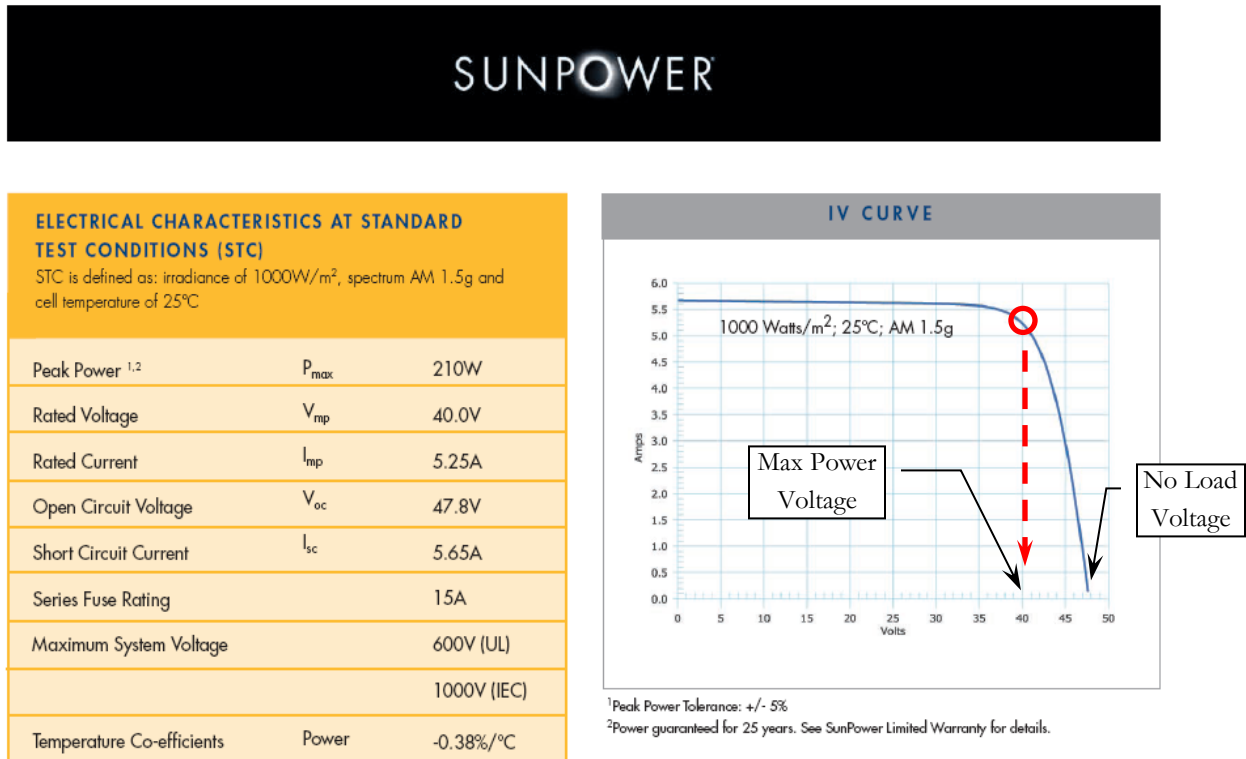 SUNPOWER
ELECTRICAL CHARACTERISTICS AT STANDARD
TEST CONDITIONS (STC)
STC is defined as: irradiance of 1000W/m², spectrum AM 1.5g and
cell temperature of 25°C
Peak Power ¹,² P_max 210W
Rated Voltage V_mp 40.0V
Rated Current I_mp 5.25A
Open Circuit Voltage V_oc 47.8V
Short Circuit Current I_sc 5.65A
Series Fuse Rating 15A
Maximum System Voltage 600V (UL)
1000V (IEC)
Temperature Co-efficients Power -0.38%/°C
IV CURVE
6.0
5.5
5.0
4.5
4.0
3.5
3.0
2.5
2.0
1.5
1.0
0.5
0.0
Amps
1000 Watts/m²; 25°C; AM 1.5g
Max Power
Voltage
No Load
Voltage
0 5 10 15 20 25 30 35 40 45 50
Volts
¹Peak Power Tolerance: +/- 5%
²Power guaranteed for 25 years. See SunPower Limited Warranty for details.